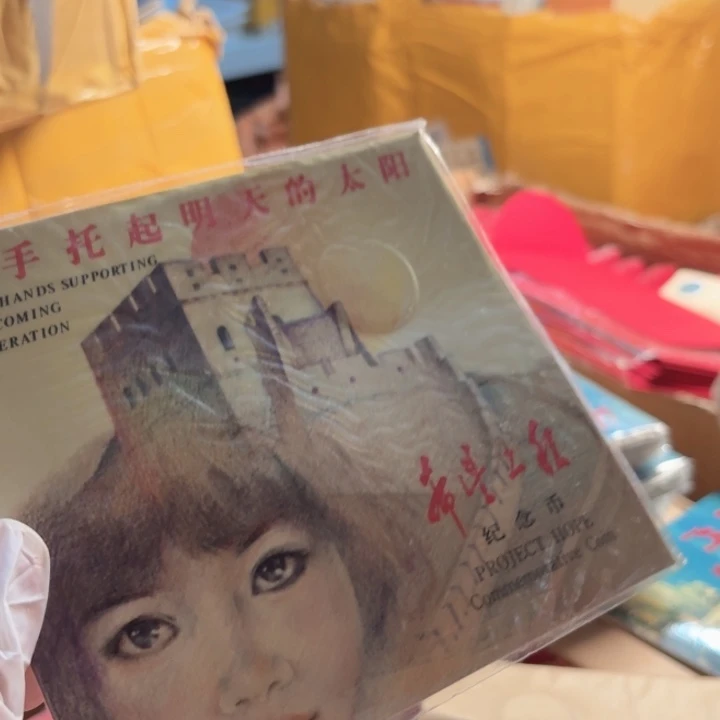 手托起明天的太阳
HANDS SUPPORTING
COMING
ERATION
希望工程
纪念币
PROJECT HOPE
Commemorative Coin